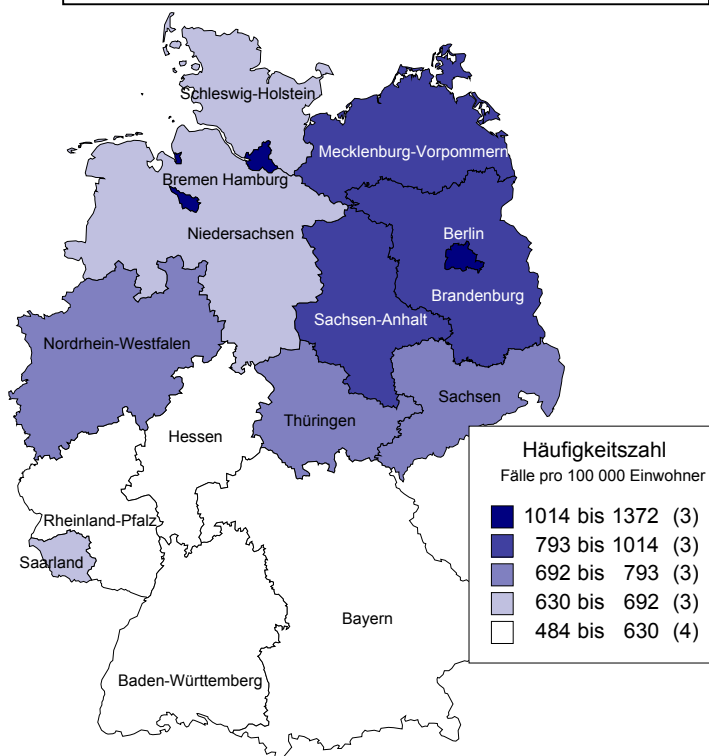 Schleswig-Holstein
Mecklenburg-Vorpommern
Bremen Hamburg
Niedersachsen
Berlin
Brandenburg
Sachsen-Anhalt
Nordrhein-Westfalen
Sachsen
Thüringen
Hessen
Rheinland-Pfalz
Saarland
Bayern
Baden-Württemberg
Häufigkeitszahl
Fälle pro 100 000 Einwohner
1014 bis 1372 (3)
793 bis 1014 (3)
692 bis 793 (3)
630 bis 692 (3)
484 bis 630 (4)